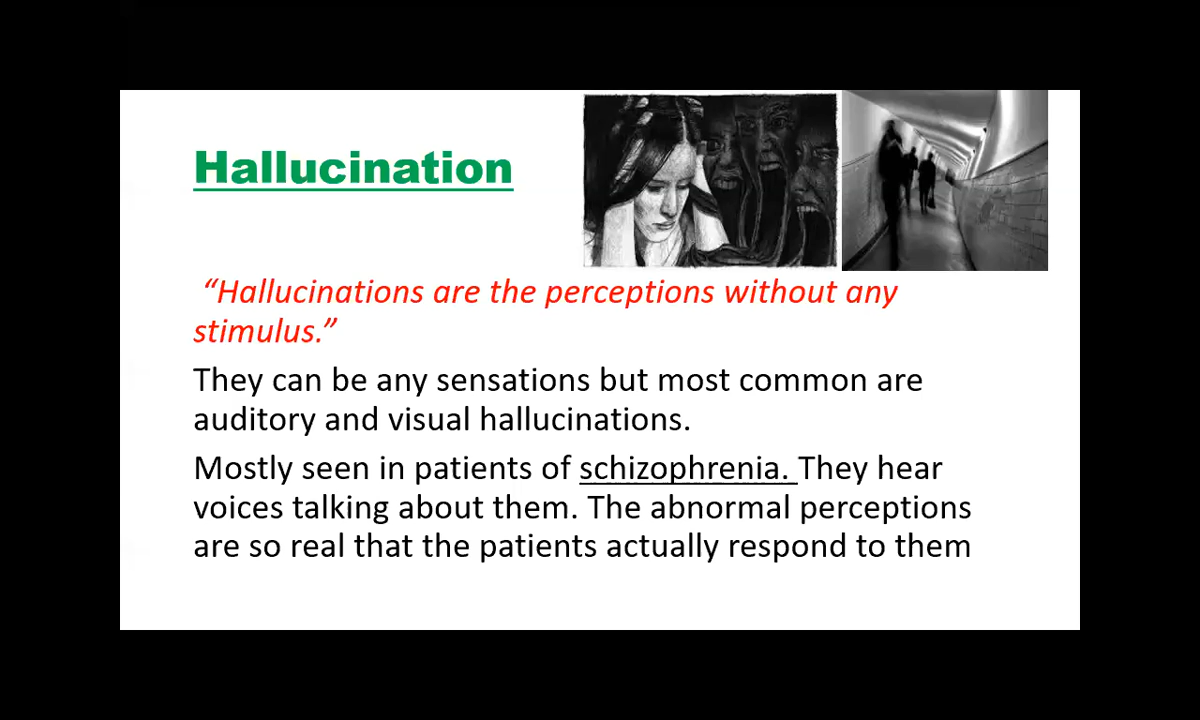 Hallucination
“Hallucinations are the perceptions without any
stimulus.”
They can be any sensations but most common are
auditory and visual hallucinations.
Mostly seen in patients of schizophrenia. They hear
voices talking about them. The abnormal perceptions
are so real that the patients actually respond to them